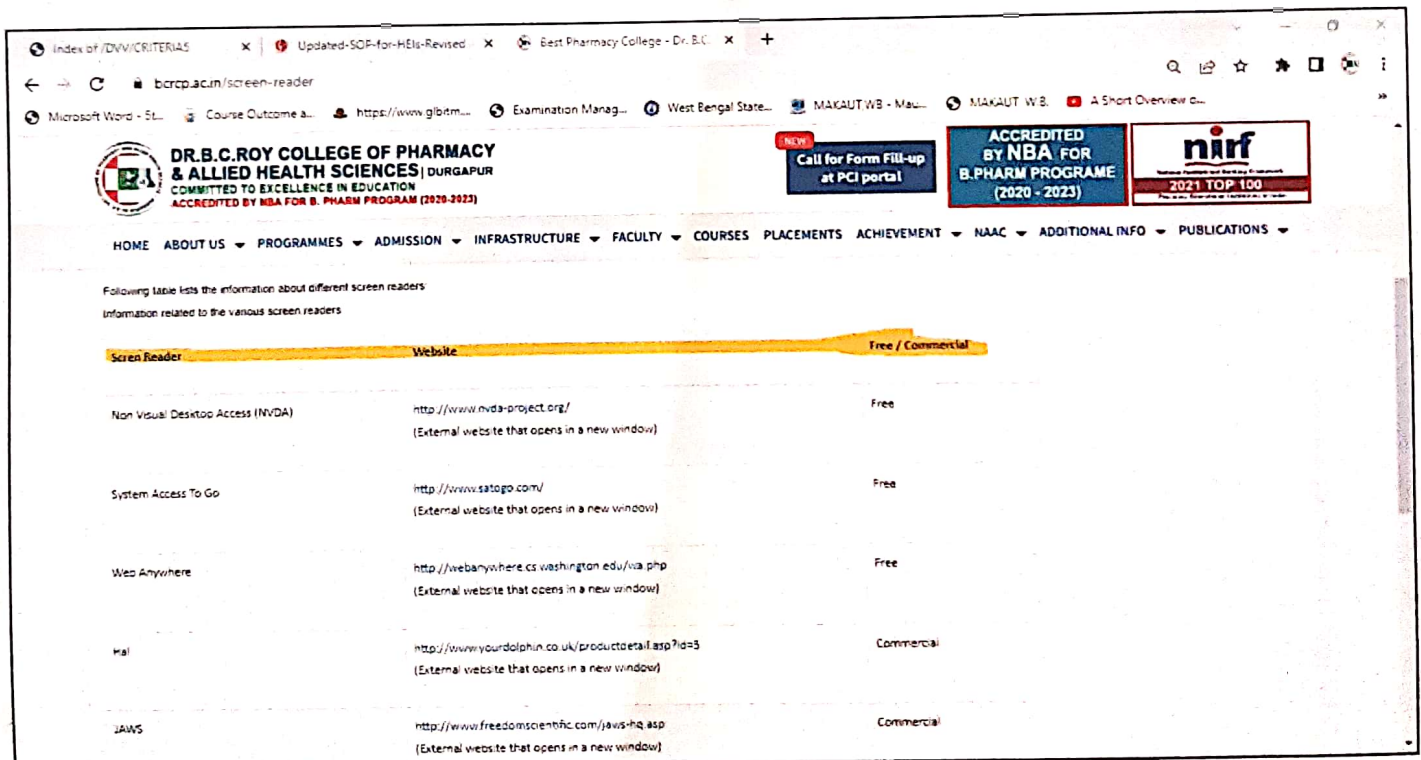 Index of /DVV/CRITERIA5
Updated-SOP-for-HEIs-Revised
Best Pharmacy College - Dr. B.C.
bcrcp.ac.in/screen-reader
Microsoft Word - St...
Course Outcome a...
https://www.glbitm....
Examination Manag...
West Bengal State...
MAKAUT WB - Mau...
MAKAUT W.B.
A Short Overview o...
DR.B.C.ROY COLLEGE OF PHARMACY
& ALLIED HEALTH SCIENCES | DURGAPUR
COMMITTED TO EXCELLENCE IN EDUCATION
ACCREDITED BY NBA FOR B. PHARM PROGRAM (2020-2023)
NEW
Call for Form Fill-up
at PCI portal
ACCREDITED
BY NBA FOR
B.PHARM PROGRAME
(2020 - 2023)
nirf
2021 TOP 100
HOME ABOUT US PROGRAMMES ADMISSION INFRASTRUCTURE FACULTY COURSES PLACEMENTS ACHIEVEMENT NAAC ADDITIONAL INFO PUBLICATIONS
Following table lists the information about different screen readers
Information related to the various screen readers
Scren Reader Website Free / Commercial
Non Visual Desktop Access (NVDA) http://www.nvda-project.org/ Free
(External website that opens in a new window)
System Access To Go http://www.satogo.com/ Free
(External website that opens in a new window)
Web Anywhere http://webanywhere.cs.washington.edu/wa.php Free
(External website that opens in a new window)
Hal http://www.yourdolphin.co.uk/productdetail.asp?id=5 Commercial
(External website that opens in a new window)
JAWS http://www.freedomscientific.com/jaws-hq.asp Commercial
(External website that opens in a new window)